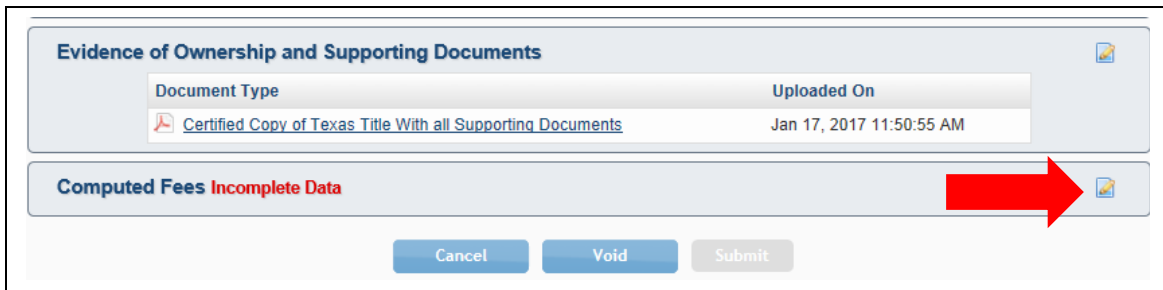 Evidence of Ownership and Supporting Documents
Document Type Uploaded On
Certified Copy of Texas Title With all Supporting Documents Jan 17, 2017 11:50:55 AM
Computed Fees Incomplete Data
Cancel Void Submit